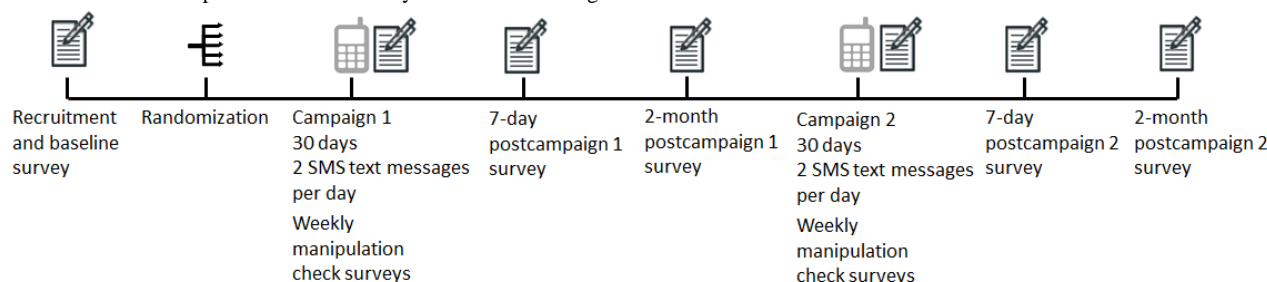 Recruitment
and baseline
survey
Randomization
Campaign 1
30 days
2 SMS text messages
per day
Weekly
manipulation
check surveys
7-day
postcampaign 1
survey
2-month
postcampaign 1
survey
Campaign 2
30 days
2 SMS text messages
per day
Weekly
manipulation
check surveys
7-day
postcampaign 2
survey
2-month
postcampaign 2
survey